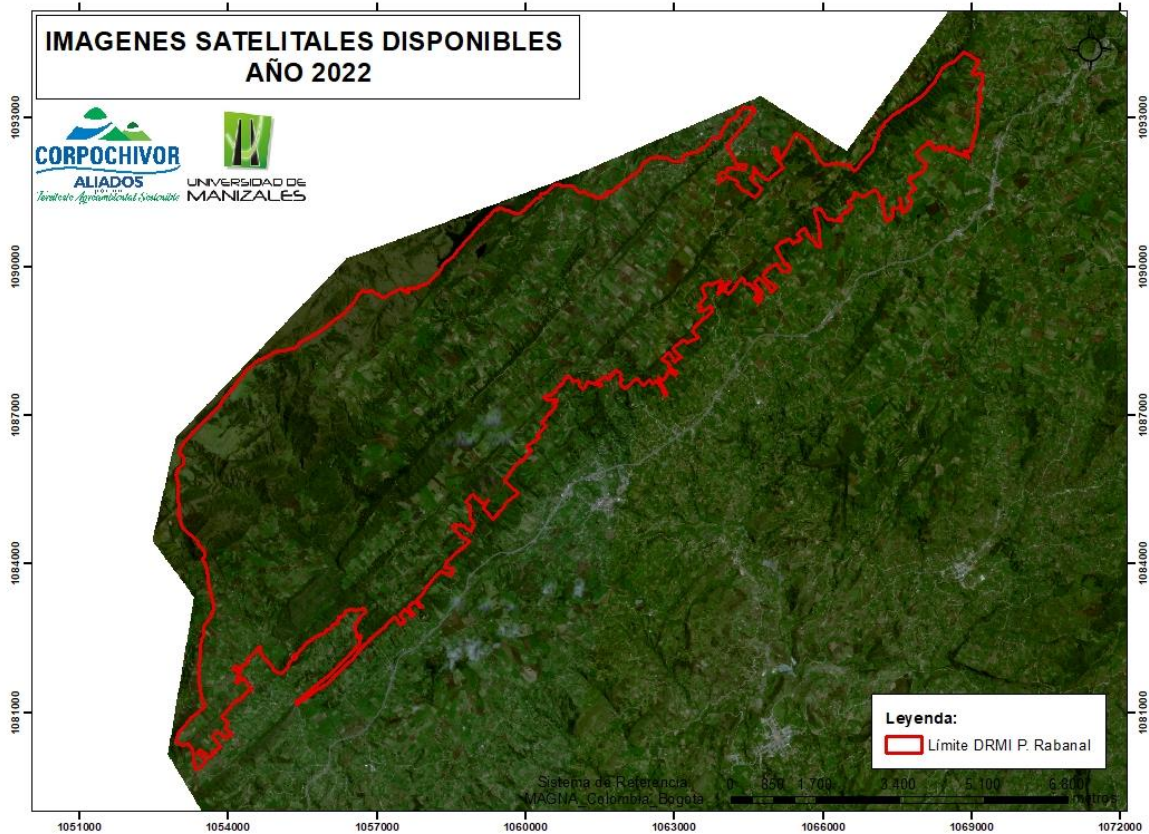 IMAGENES SATELITALES DISPONIBLES
AÑO 2022
CORPOCHIVOR
ALIADOS
Territorio Agroambiental Sostenible
UNIVERSIDAD DE
MANIZALES
1093000
1090000
1087000
1084000
1081000
1093000
1090000
1087000
1084000
1081000
Leyenda:
Límite DRMI P. Rabanal
Sistema de Referencia:
MAGNA_Colombia_Bogota
0 850 1.700 3.400 5.100 6.800
metros
1051000 1054000 1057000 1060000 1063000 1066000 1069000 1072000